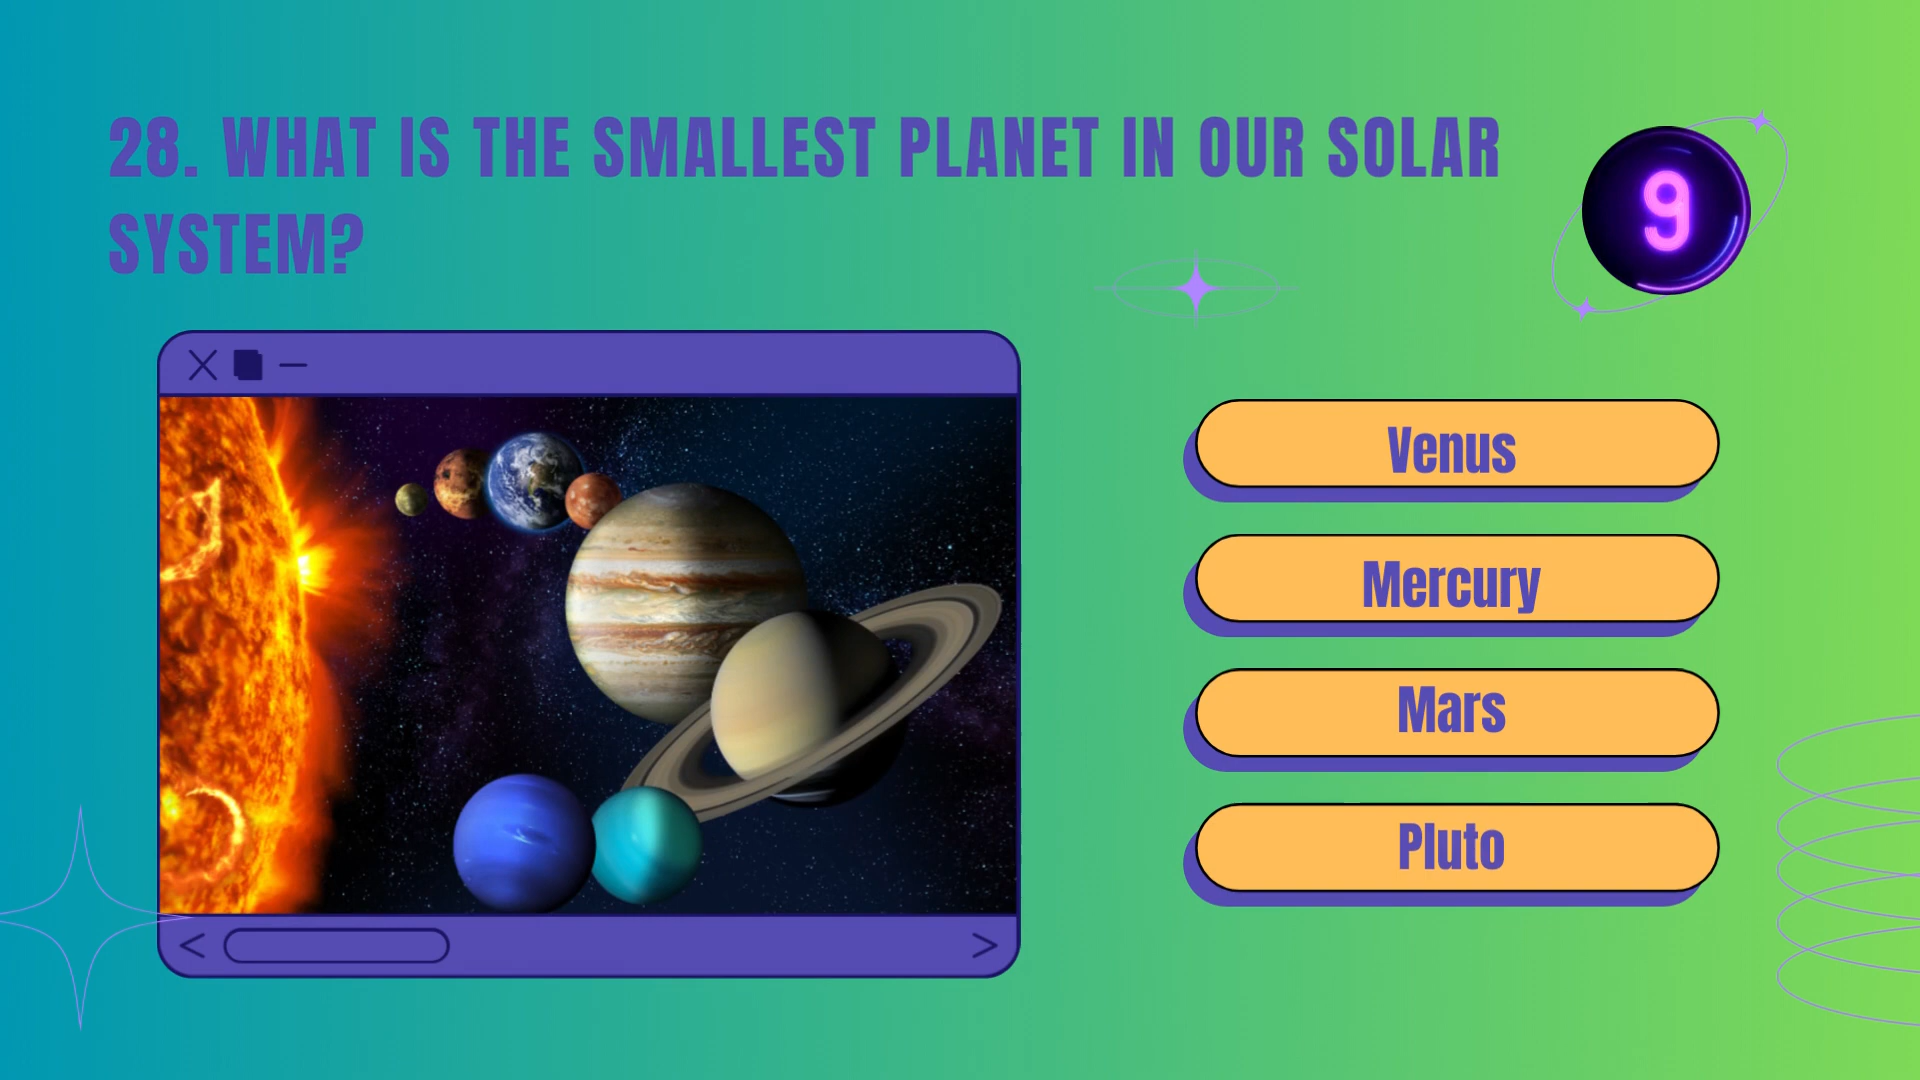 28. WHAT IS THE SMALLEST PLANET IN OUR SOLAR
SYSTEM?
9
Venus
Mercury
Mars
Pluto